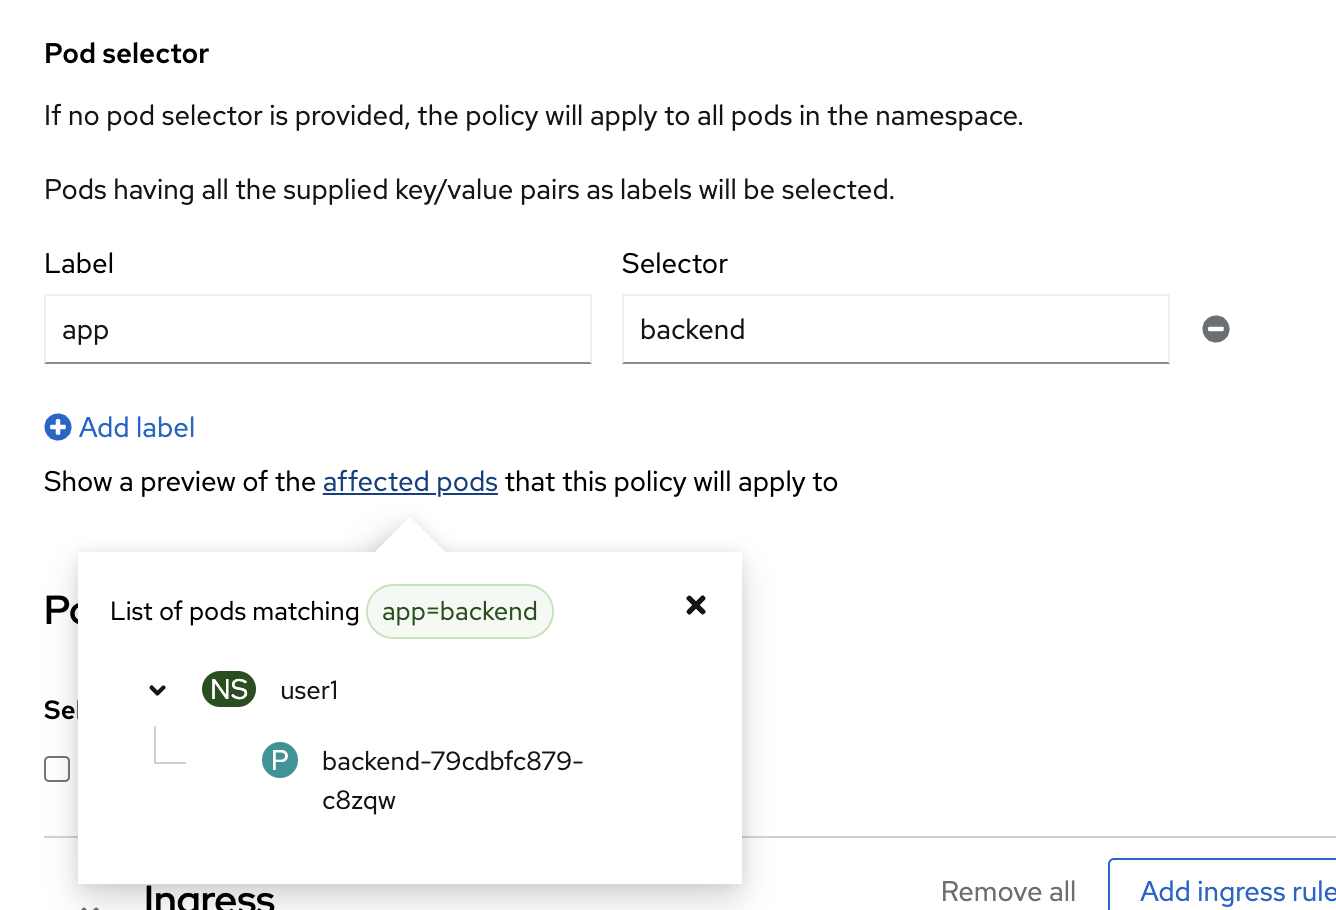 Pod selector
If no pod selector is provided, the policy will apply to all pods in the namespace.
Pods having all the supplied key/value pairs as labels will be selected.
Label Selector
app backend
Add label
Show a preview of the affected pods that this policy will apply to
List of pods matching app=backend
NS user1
P backend-79cdbfc879-
c8zqw
Ingress
Remove all Add ingress rule